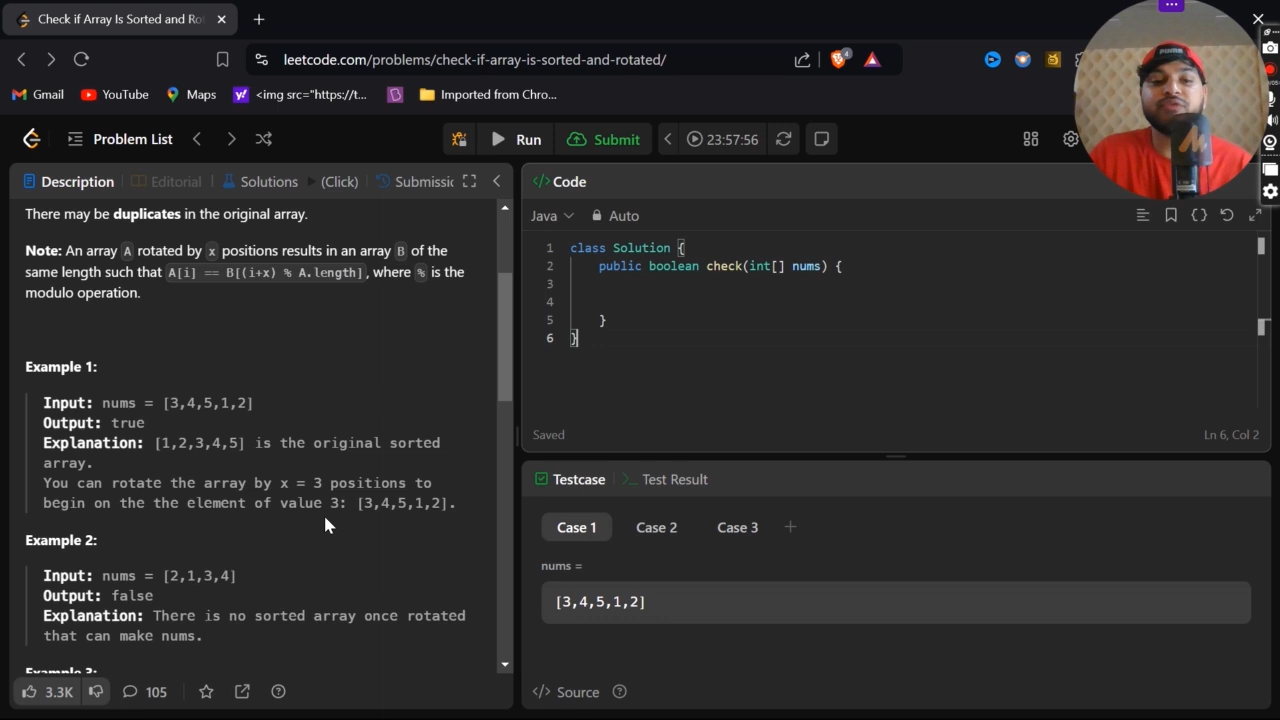 Check if Array Is Sorted and Ro
leetcode.com/problems/check-if-array-is-sorted-and-rotated/
4
Gmail
YouTube
Maps
<img src="https://t...
Imported from Chro...
Problem List
Run
Submit
23:57:56
Description
Editorial
Solutions
(Click)
Submissic
Code
There may be duplicates in the original array.
Note: An array A rotated by x positions results in an array B of the
same length such that A[i] == B[(i+x) % A.length], where % is the
modulo operation.
Example 1:
Input: nums = [3,4,5,1,2]
Output: true
Explanation: [1,2,3,4,5] is the original sorted
array.
You can rotate the array by x = 3 positions to
begin on the the element of value 3: [3,4,5,1,2].
Example 2:
Input: nums = [2,1,3,4]
Output: false
Explanation: There is no sorted array once rotated
that can make nums.
Example 3:
3.3K
105
Java
Auto
1 class Solution {
2 public boolean check(int[] nums) {
3
4
5 }
6 }
Saved
Ln 6, Col 2
Testcase
Test Result
Case 1
Case 2
Case 3
nums =
[3,4,5,1,2]
Source